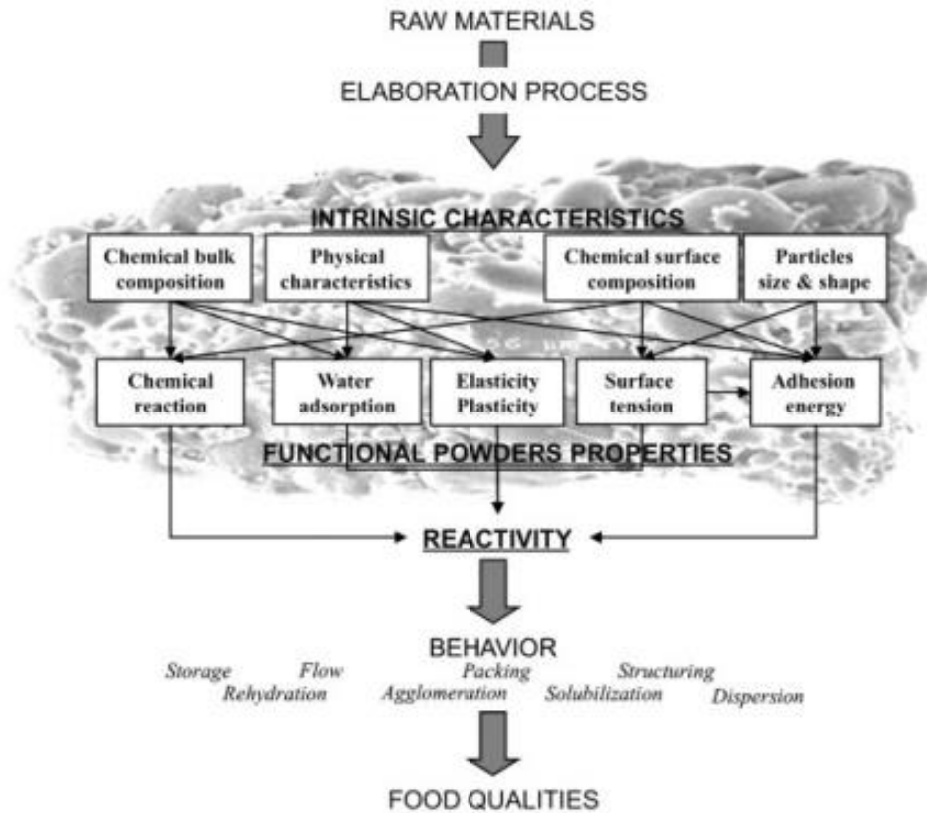 RAW MATERIALS
ELABORATION PROCESS
INTRINSIC CHARACTERISTICS
Chemical bulk
composition
Physical
characteristics
Chemical surface
composition
Particles
size & shape
Chemical
reaction
Water
adsorption
Elasticity
Plasticity
Surface
tension
Adhesion
energy
FUNCTIONAL POWDERS PROPERTIES
REACTIVITY
BEHAVIOR
Storage Flow Packing Structuring
Rehydration Agglomeration Solubilization Dispersion
FOOD QUALITIES